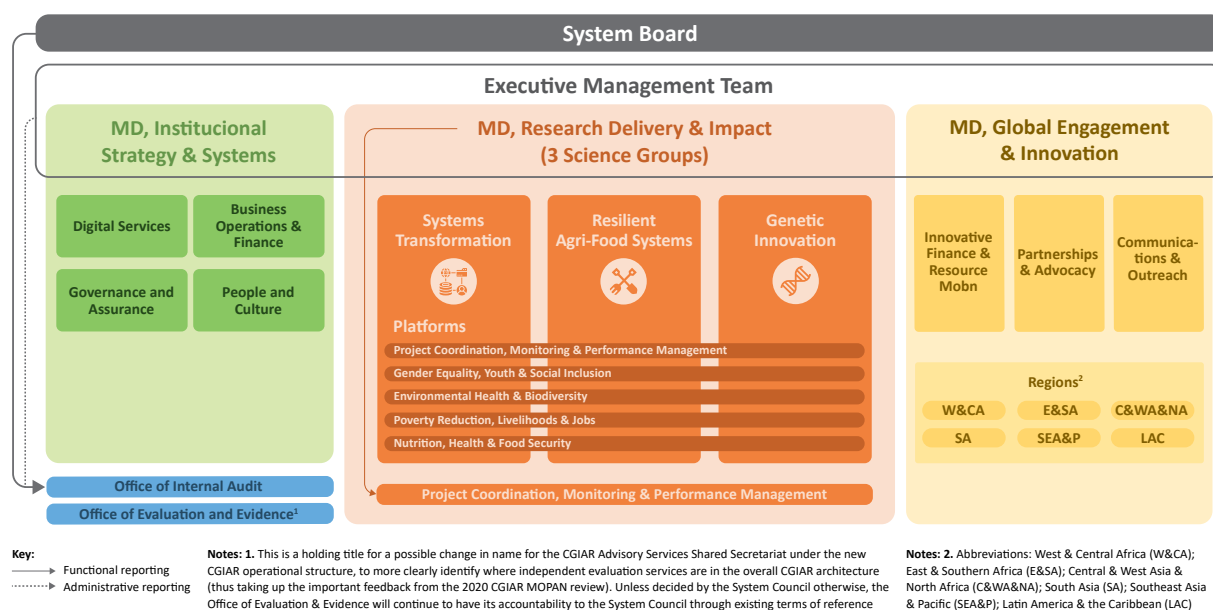 System Board
Executive Management Team
MD, Institucional
Strategy & Systems
Digital Services
Business
Operations &
Finance
Governance and
Assurance
People and
Culture
Office of Internal Audit
Office of Evaluation and Evidence¹
MD, Research Delivery & Impact
(3 Science Groups)
Systems
Transformation
Resilient
Agri-Food Systems
Genetic
Innovation
Platforms
Project Coordination, Monitoring & Performance Management
Gender Equality, Youth & Social Inclusion
Environmental Health & Biodiversity
Poverty Reduction, Livelihoods & Jobs
Nutrition, Health & Food Security
Project Coordination, Monitoring & Performance Management
MD, Global Engagement
& Innovation
Innovative
Finance &
Resource
Mobn
Partnerships
& Advocacy
Communica-
tions &
Outreach
Regions²
W&CA
E&SA
C&WA&NA
SA
SEA&P
LAC
Key:
Functional reporting
Administrative reporting
Notes: 1. This is a holding title for a possible change in name for the CGIAR Advisory Services Shared Secretariat under the new
CGIAR operational structure, to more clearly identify where independent evaluation services are in the overall CGIAR architecture
(thus taking up the important feedback from the 2020 CGIAR MOPAN review). Unless decided by the System Council otherwise, the
Office of Evaluation & Evidence will continue to have its accountability to the System Council through existing terms of reference
Notes: 2. Abbreviations: West & Central Africa (W&CA);
East & Southern Africa (E&SA); Central & West Asia &
North Africa (C&WA&NA); South Asia (SA); Southeast Asia
& Pacific (SEA&P); Latin America & the Caribbean (LAC)